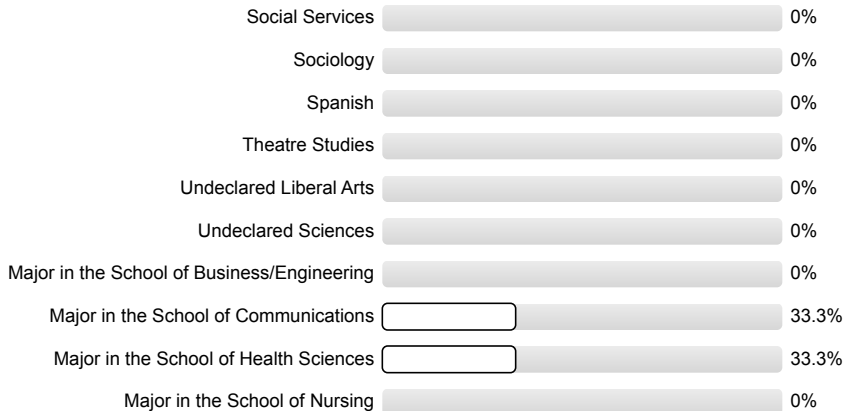 Social Services 0%
Sociology 0%
Spanish 0%
Theatre Studies 0%
Undeclared Liberal Arts 0%
Undeclared Sciences 0%
Major in the School of Business/Engineering 0%
Major in the School of Communications 33.3%
Major in the School of Health Sciences 33.3%
Major in the School of Nursing 0%